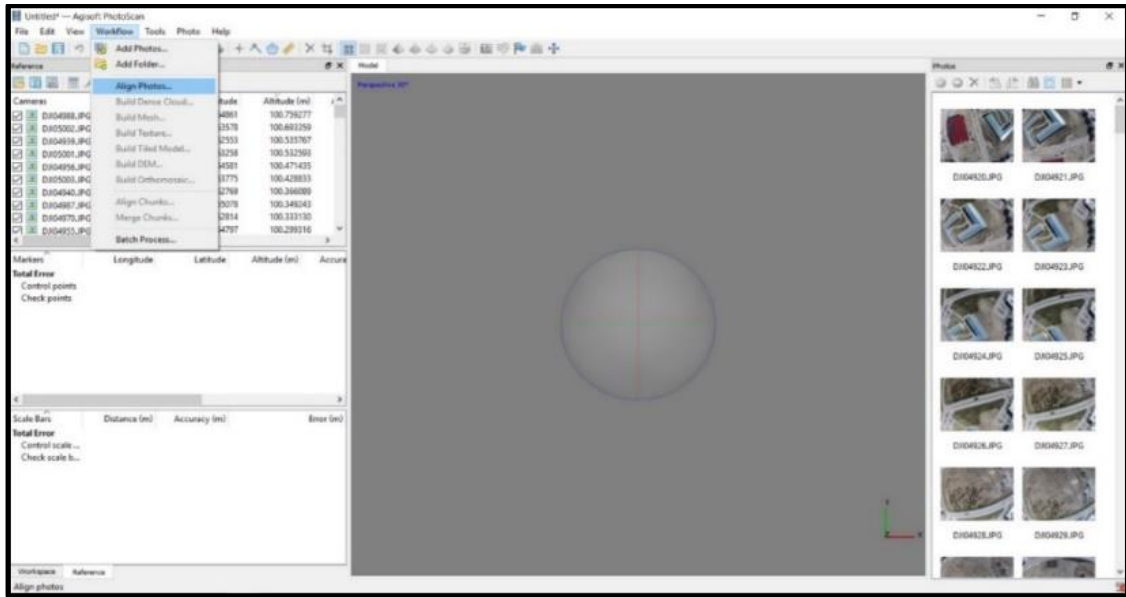 Untitled* — Agisoft PhotoScan
File Edit View Workflow Tools Photo Help
Reference
Cameras
Altitude (m)
DJI04988.JPG
100.759277
DJI05002.JPG
100.693359
DJI04939.JPG
100.535767
DJI05001.JPG
100.532593
DJI04956.JPG
100.471435
DJI05003.JPG
100.428833
DJI04940.JPG
100.366089
DJI04987.JPG
100.349243
DJI04970.JPG
100.333130
DJI04955.JPG
100.299316
Add Photos...
Add Folder...
Align Photos...
Build Dense Cloud...
Build Mesh...
Build Texture...
Build Tiled Model...
Build DEM...
Build Orthomosaic...
Align Chunks...
Merge Chunks...
Batch Process...
Markers Longitude Latitude Altitude (m) Accura
Total Error
Control points
Check points
Scale Bars Distance (m) Accuracy (m) Error (m)
Total Error
Control scale ...
Check scale b...
Workspace Reference
Align photos
Model
Perspective 30°
Y
X
Z
Photos
DJI04920.JPG DJI04921.JPG
DJI04922.JPG DJI04923.JPG
DJI04924.JPG DJI04925.JPG
DJI04926.JPG DJI04927.JPG
DJI04928.JPG DJI04929.JPG